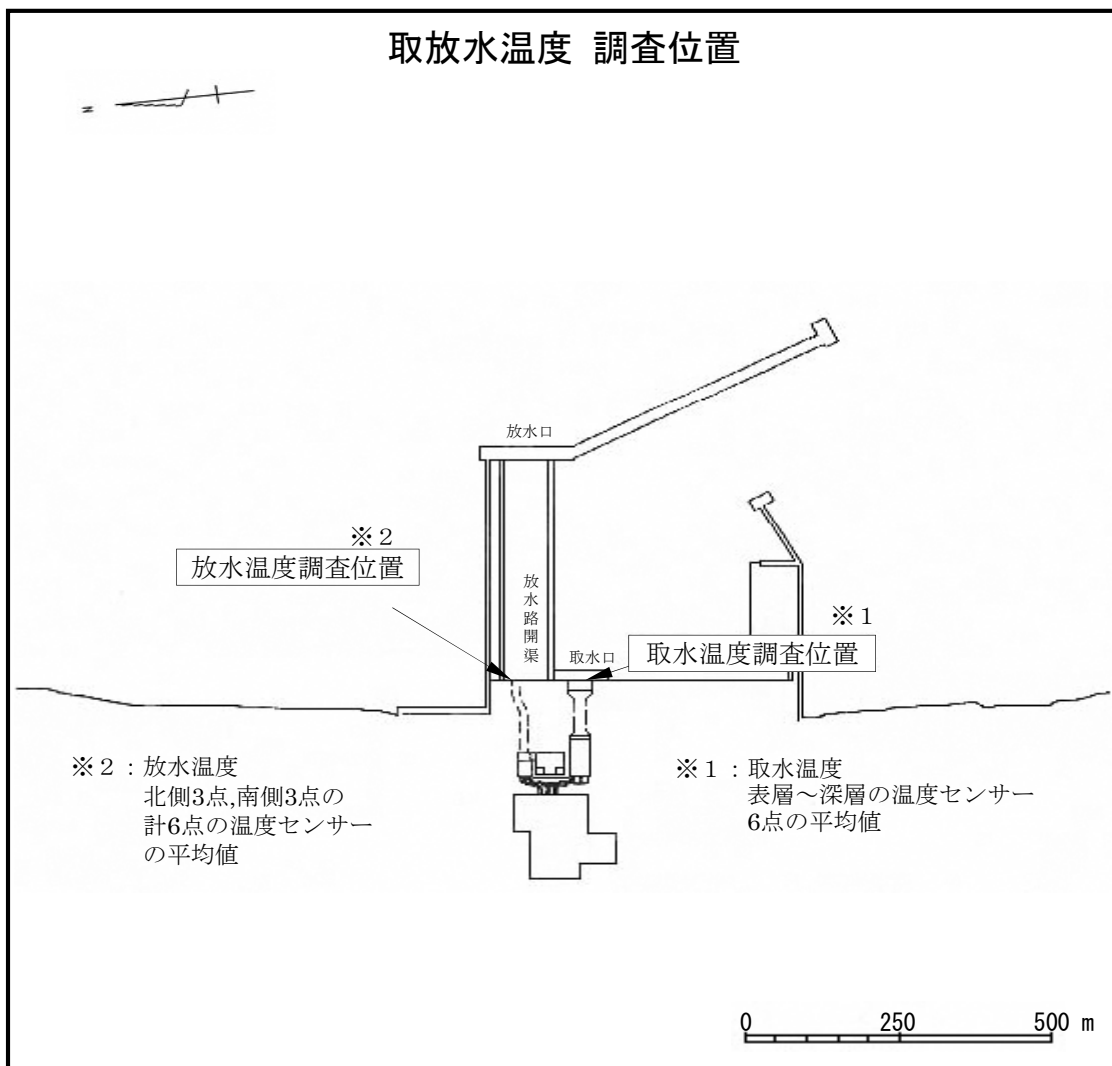 取放水温度 調査位置
N
放水口
※2
放水温度調査位置
放水路開渠
※1
取水口
取水温度調査位置
※2：放水温度
北側3点,南側3点の
計6点の温度センサー
の平均値
※1：取水温度
表層～深層の温度センサー
6点の平均値
0 250 500 m